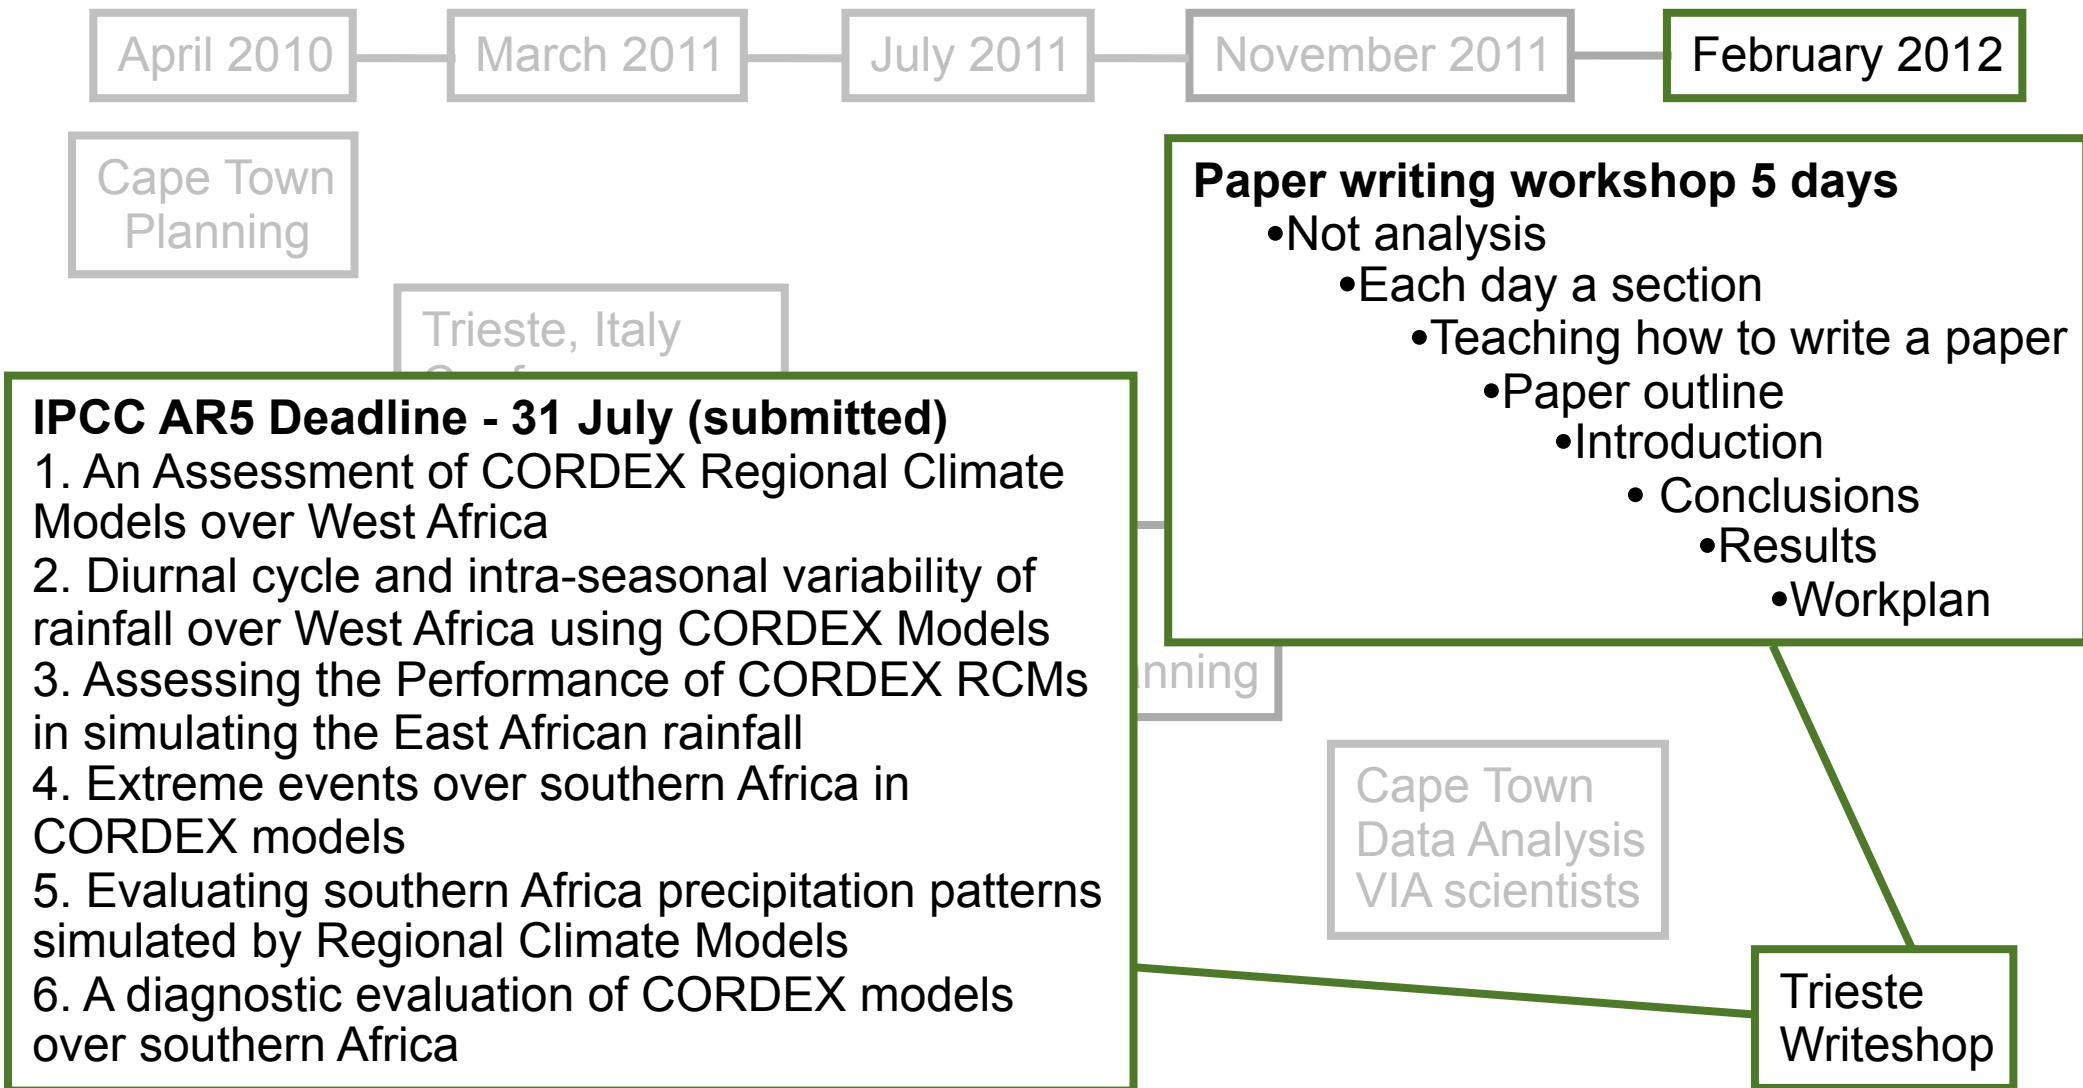 April 2010
March 2011
July 2011
November 2011
February 2012
Cape Town
Planning
Trieste, Italy
Paper writing workshop 5 days
•Not analysis
•Each day a section
•Teaching how to write a paper
•Paper outline
•Introduction
• Conclusions
•Results
•Workplan
IPCC AR5 Deadline - 31 July (submitted)
1. An Assessment of CORDEX Regional Climate
Models over West Africa
2. Diurnal cycle and intra-seasonal variability of
rainfall over West Africa using CORDEX Models
3. Assessing the Performance of CORDEX RCMs
in simulating the East African rainfall
4. Extreme events over southern Africa in
CORDEX models
5. Evaluating southern Africa precipitation patterns
simulated by Regional Climate Models
6. A diagnostic evaluation of CORDEX models
over southern Africa
Cape Town
Data Analysis
VIA scientists
Trieste
Writeshop